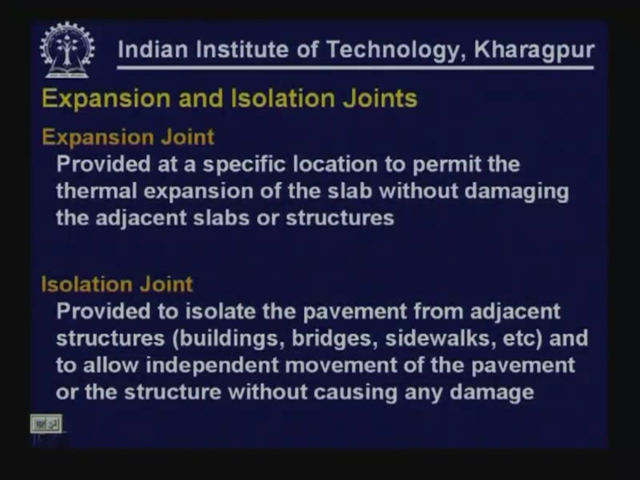 Indian Institute of Technology, Kharagpur
Expansion and Isolation Joints
Expansion Joint
Provided at a specific location to permit the
thermal expansion of the slab without damaging
the adjacent slabs or structures
Isolation Joint
Provided to isolate the pavement from adjacent
structures (buildings, bridges, sidewalks, etc) and
to allow independent movement of the pavement
or the structure without causing any damage